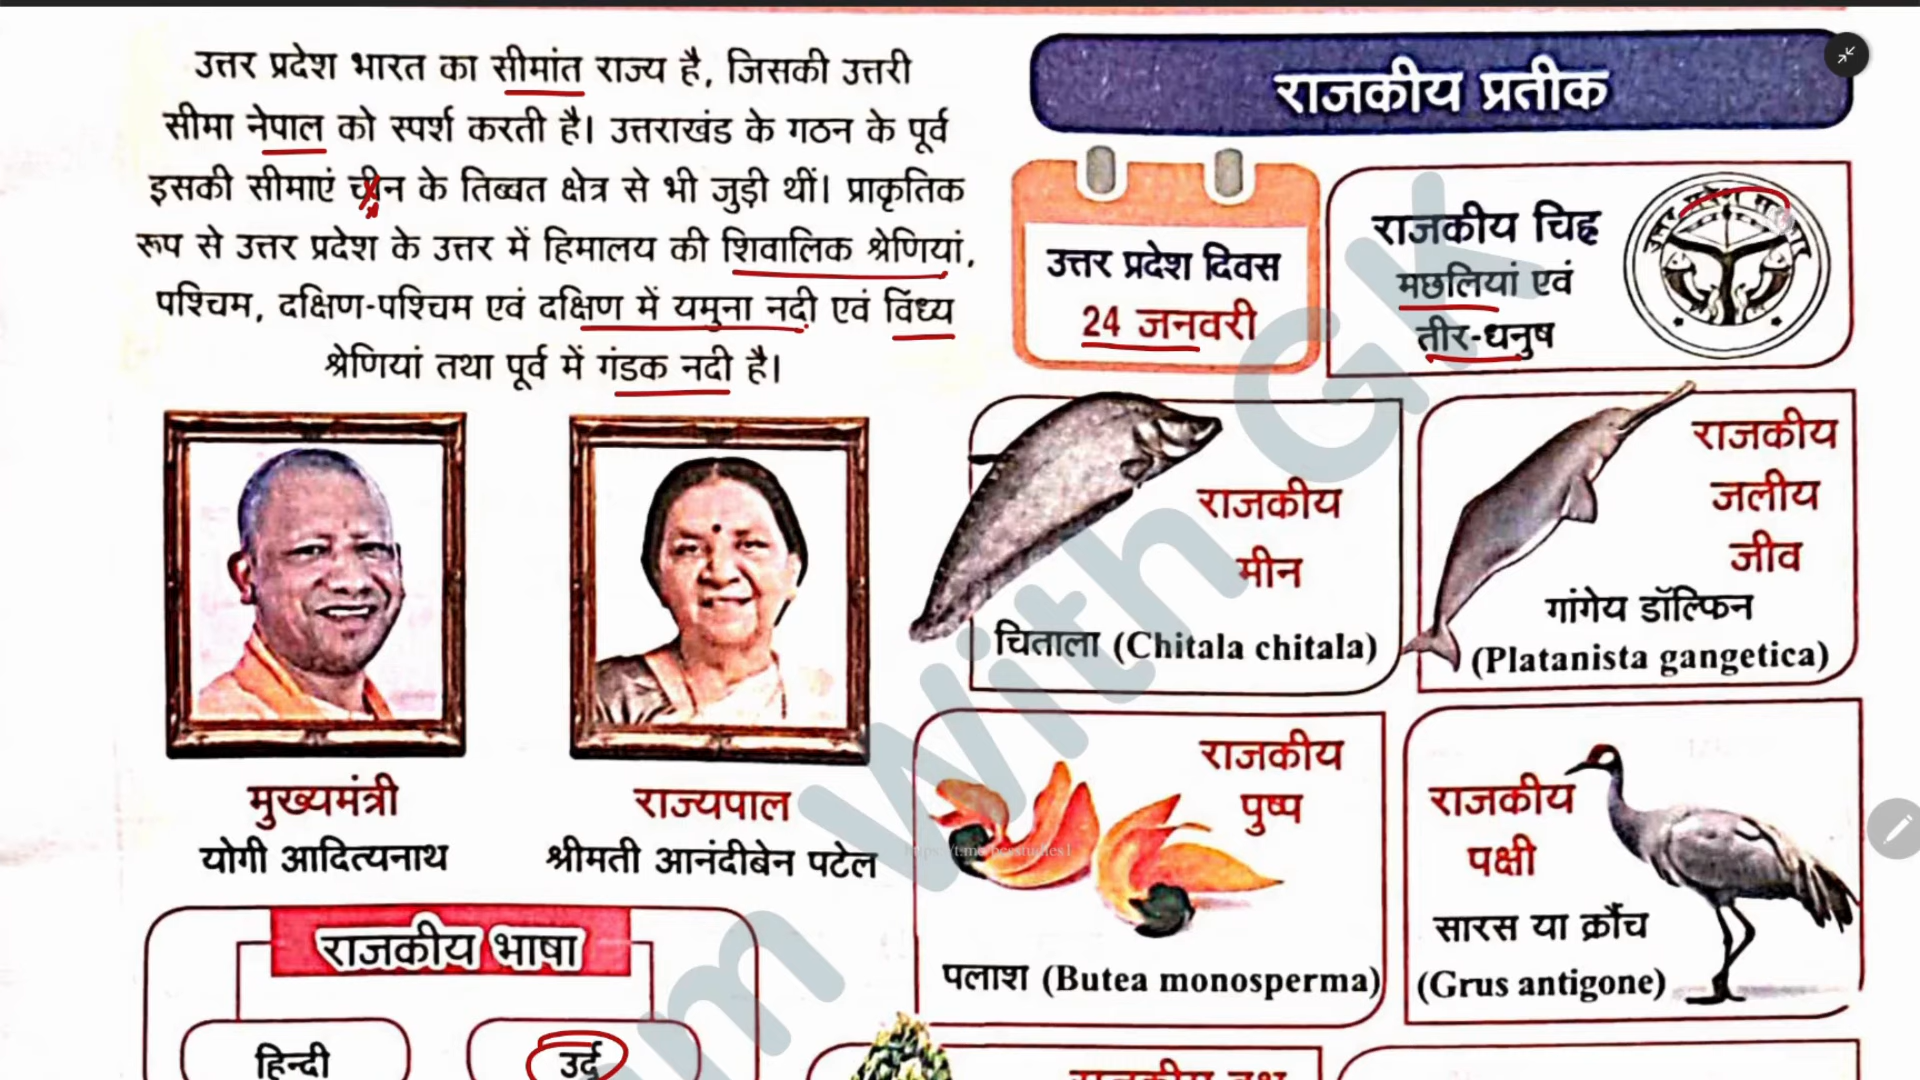 उत्तर प्रदेश भारत का सीमांत राज्य है, जिसकी उत्तरी
सीमा नेपाल को स्पर्श करती है। उत्तराखंड के गठन के पूर्व
इसकी सीमाएं चीन के तिब्बत क्षेत्र से भी जुड़ी थीं। प्राकृतिक
रूप से उत्तर प्रदेश के उत्तर में हिमालय की शिवालिक श्रेणियां,
पश्चिम, दक्षिण-पश्चिम एवं दक्षिण में यमुना नदी एवं विंध्य
श्रेणियां तथा पूर्व में गंडक नदी है।
मुख्यमंत्री
योगी आदित्यनाथ
राज्यपाल
श्रीमती आनंदीबेन पटेल
राजकीय भाषा
हिन्दी
उर्दू
राजकीय प्रतीक
उत्तर प्रदेश दिवस
24 जनवरी
राजकीय चिह्न
मछलियां एवं
तीर-धनुष
राजकीय
मीन
चिताला (Chitala chitala)
राजकीय
जलीय
जीव
गांगेय डॉल्फिन
(Platanista gangetica)
राजकीय
पुष्प
पलाश (Butea monosperma)
राजकीय
पक्षी
सारस या क्रौंच
(Grus antigone)
With GK